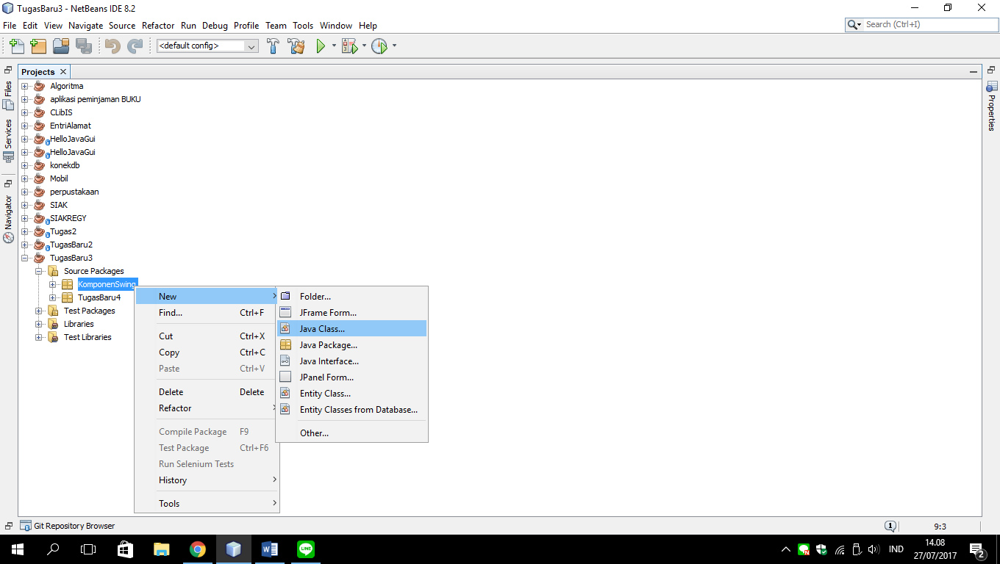 TugasBaru3 - NetBeans IDE 8.2
File Edit View Navigate Source Refactor Run Debug Profile Team Tools Window Help
Search (Ctrl+I)
<default config>
Projects
Files
Services
Navigator
Properties
Algoritma
aplikasi peminjaman BUKU
CLibIS
EntriAlamat
HelloJavaGui
HelloJavaGui
konekdb
Mobil
perpustakaan
SIAK
SIAKREGY
Tugas2
TugasBaru2
TugasBaru3
Source Packages
KomponenSwing
TugasBaru4
Test Packages
Libraries
Test Libraries
New
Find... Ctrl+F
Cut Ctrl+X
Copy Ctrl+C
Paste Ctrl+V
Delete Delete
Refactor
Compile Package F9
Test Package Ctrl+F6
Run Selenium Tests
History
Tools
Folder...
JFrame Form...
Java Class...
Java Package...
Java Interface...
JPanel Form...
Entity Class...
Entity Classes from Database...
Other...
Git Repository Browser
1
9:3
IND
14.08
27/07/2017
2